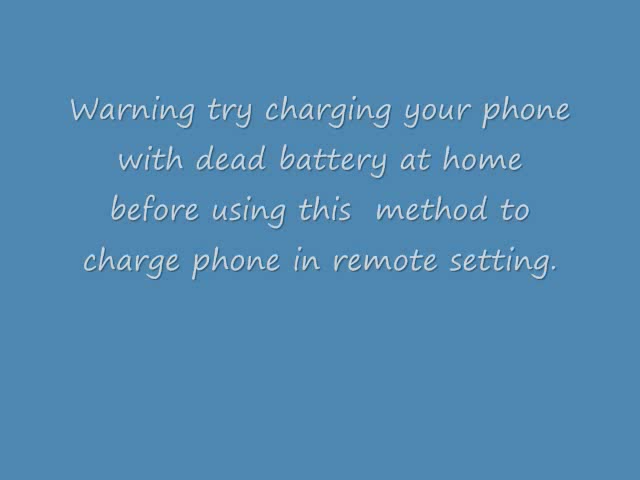 Warning try charging your phone
with dead battery at home
before using this  method to
charge phone in remote setting.